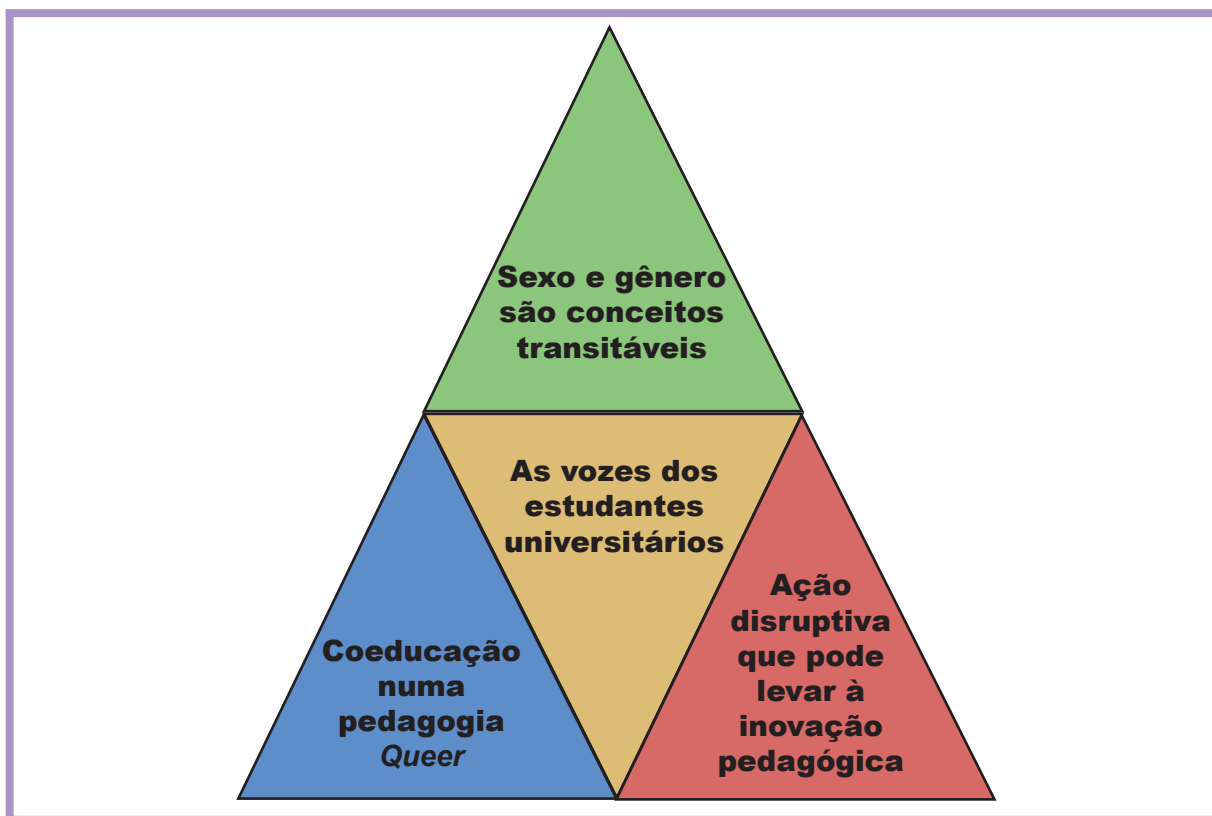 Sexo e gênero
são conceitos
transitáveis
As vozes dos
estudantes
universitários
Coeducação
numa
pedagogia
Queer
Ação
disruptiva
que pode
levar à
inovação
pedagógica